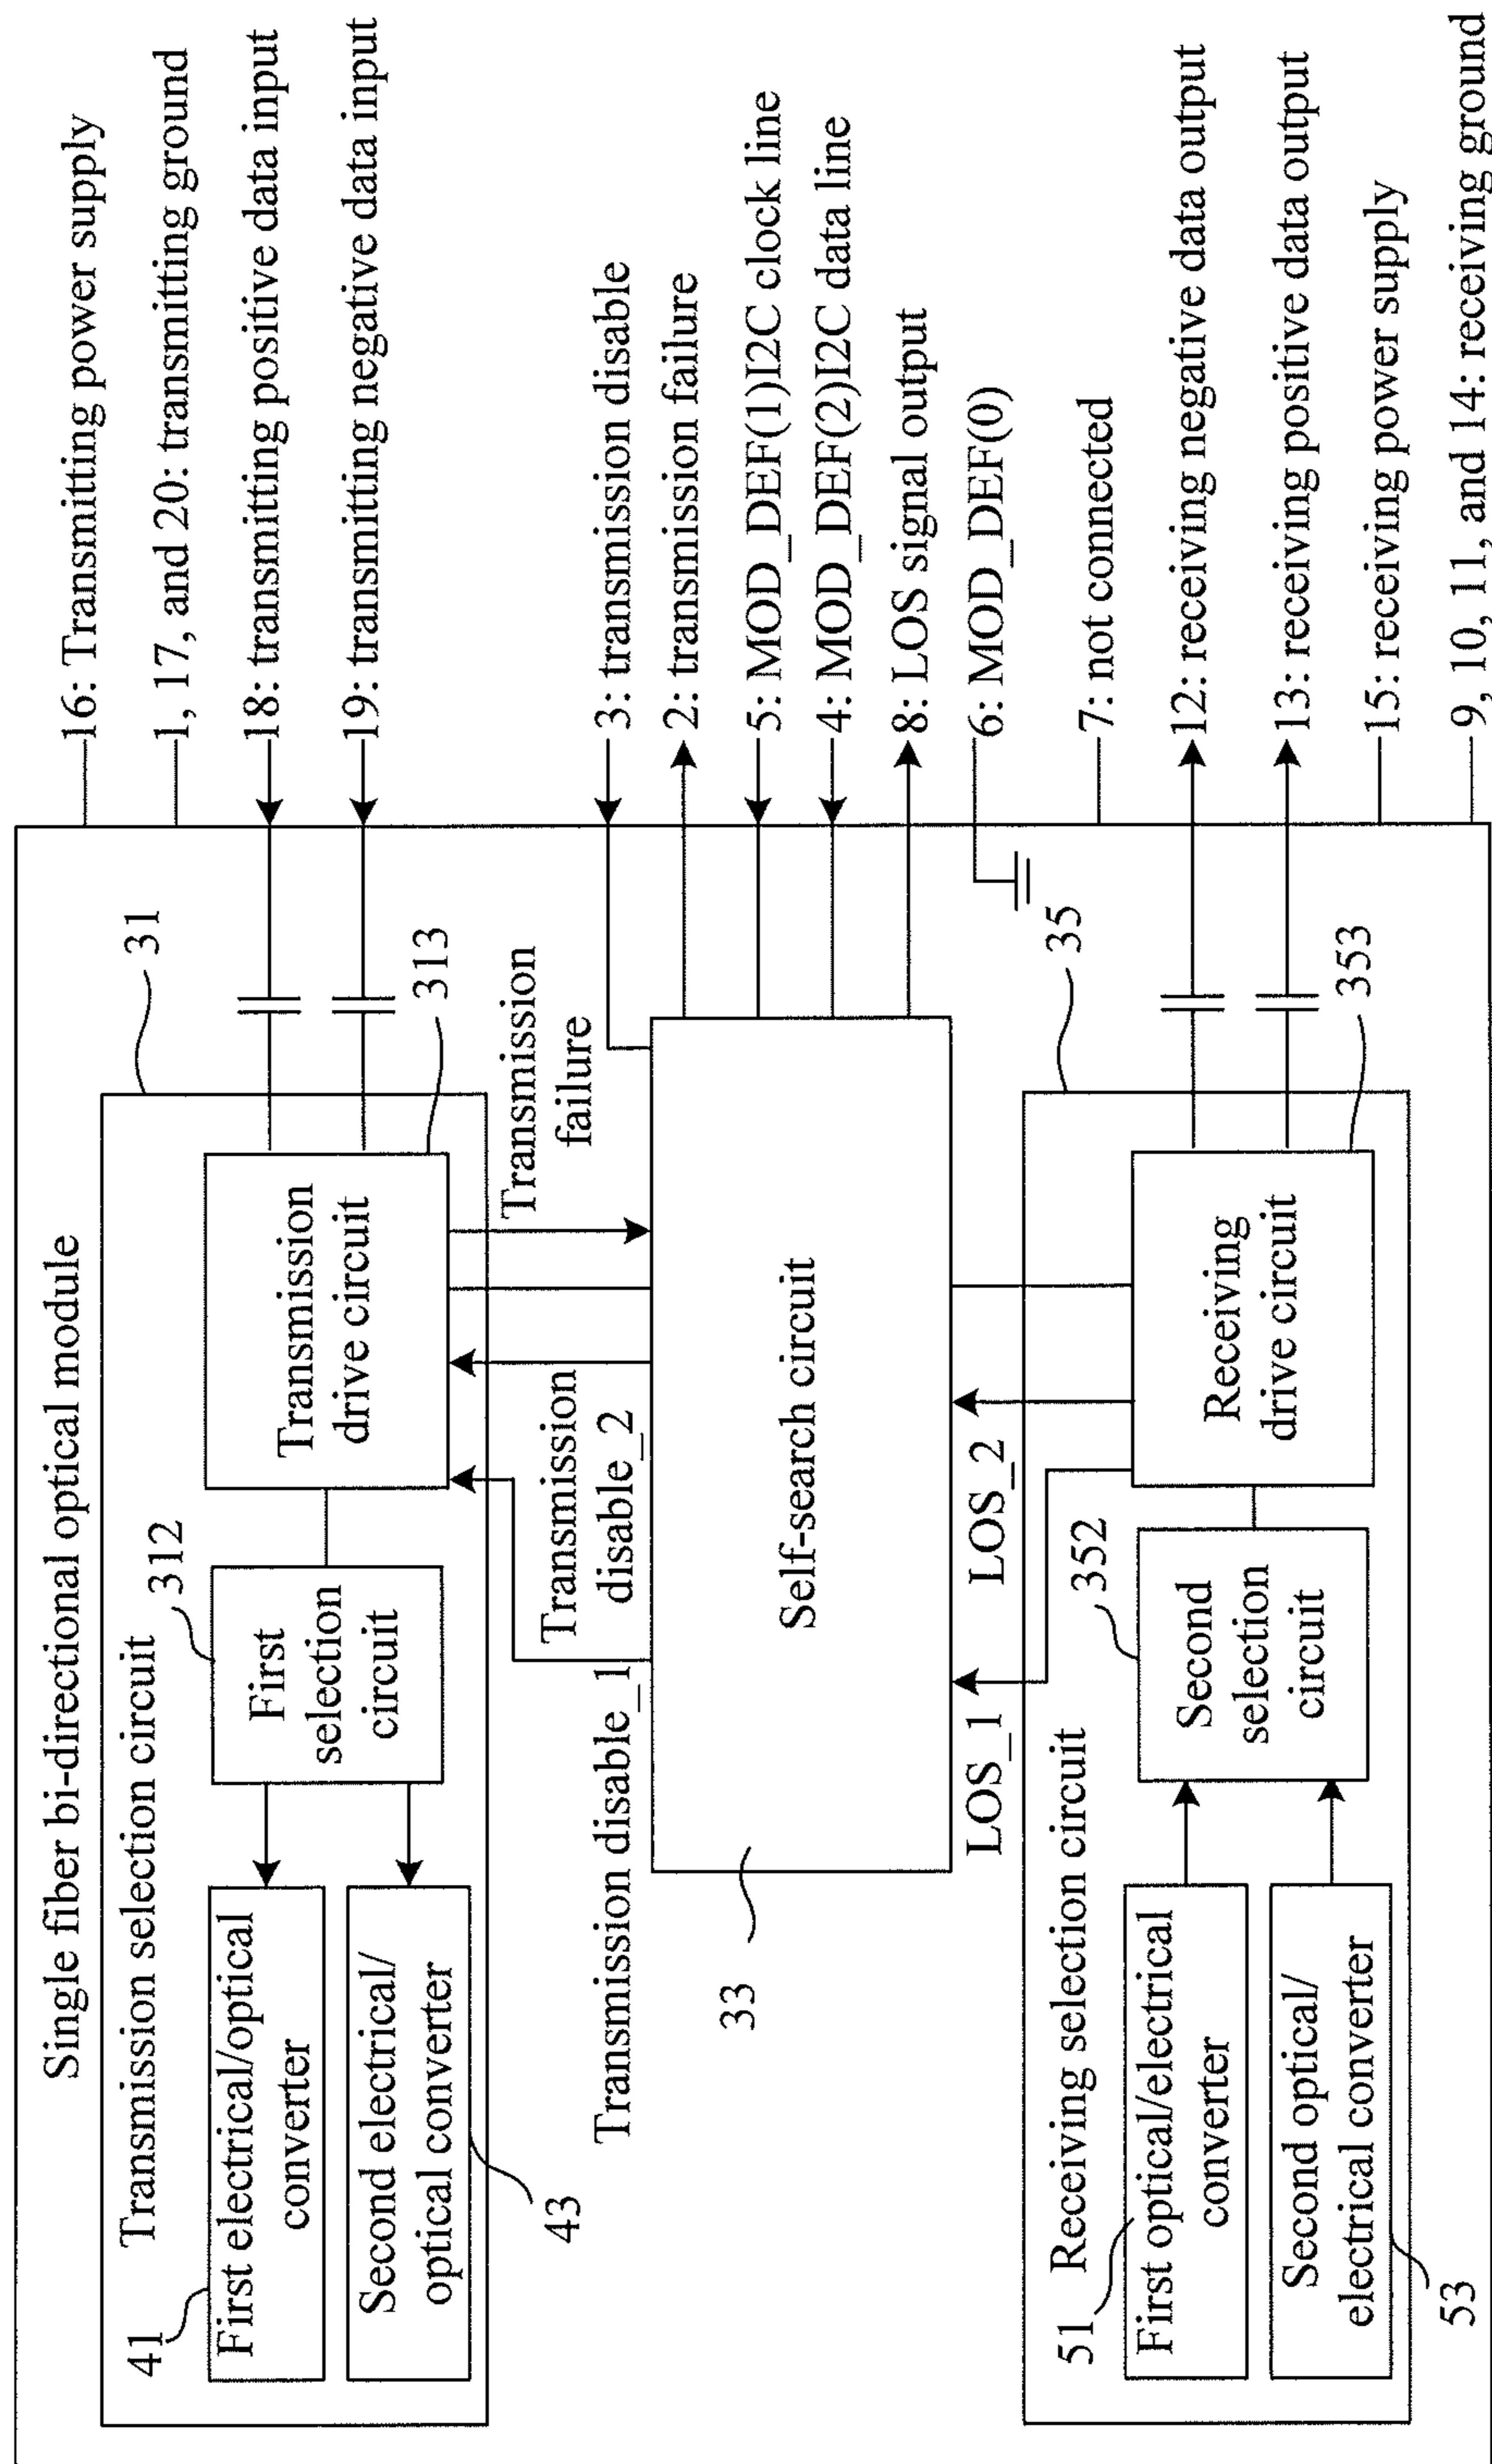 Single fiber bi-directional optical module
Transmission selection circuit
31
41
First electrical/optical
converter
Second electrical/
optical converter
43
312
First
selection
circuit
Transmission
drive circuit
313
Transmission disable_1
Transmission
disable_2
Transmission
failure
33
Self-search circuit
LOS_1
LOS_2
Receiving selection circuit
35
51
First optical/electrical
converter
Second optical/
electrical converter
53
352
Second
selection
circuit
Receiving
drive circuit
353
16: Transmitting power supply
1, 17, and 20: transmitting ground
18: transmitting positive data input
19: transmitting negative data input
3: transmission disable
2: transmission failure
5: MOD_DEF(1)I2C clock line
4: MOD_DEF(2)I2C data line
8: LOS signal output
6: MOD_DEF(0)
7: not connected
12: receiving negative data output
13: receiving positive data output
15: receiving power supply
9, 10, 11, and 14: receiving ground